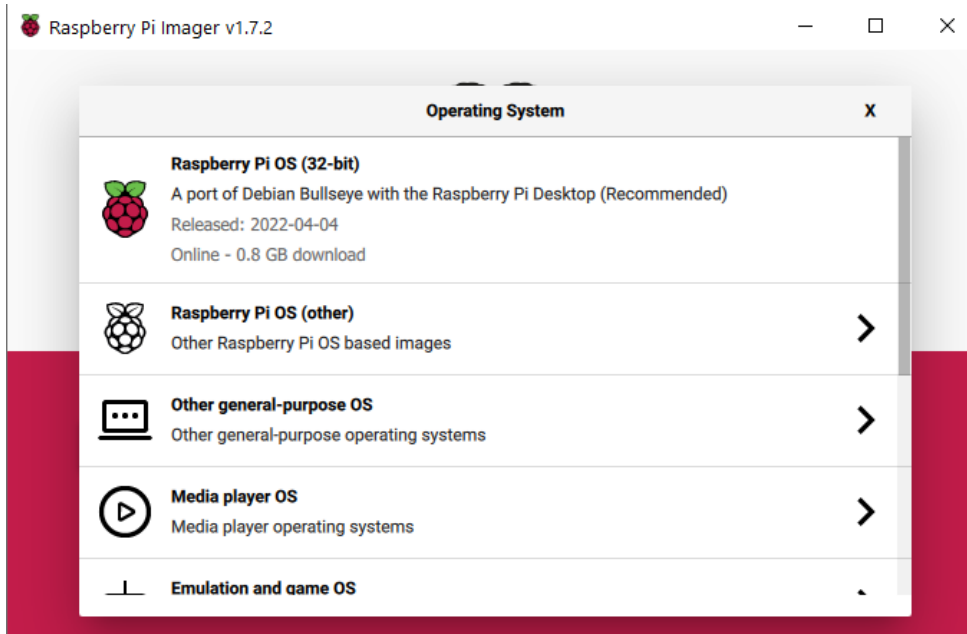 Raspberry Pi Imager v1.7.2
Operating System
X
Raspberry Pi OS (32-bit)
A port of Debian Bullseye with the Raspberry Pi Desktop (Recommended)
Released: 2022-04-04
Online - 0.8 GB download
Raspberry Pi OS (other)
Other Raspberry Pi OS based images
Other general-purpose OS
Other general-purpose operating systems
Media player OS
Media player operating systems
Emulation and game OS